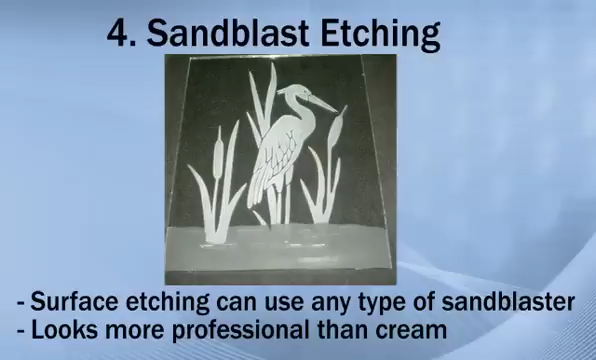 4. Sandblast Etching
- Surface etching can use any type of sandblaster
- Looks more professional than cream